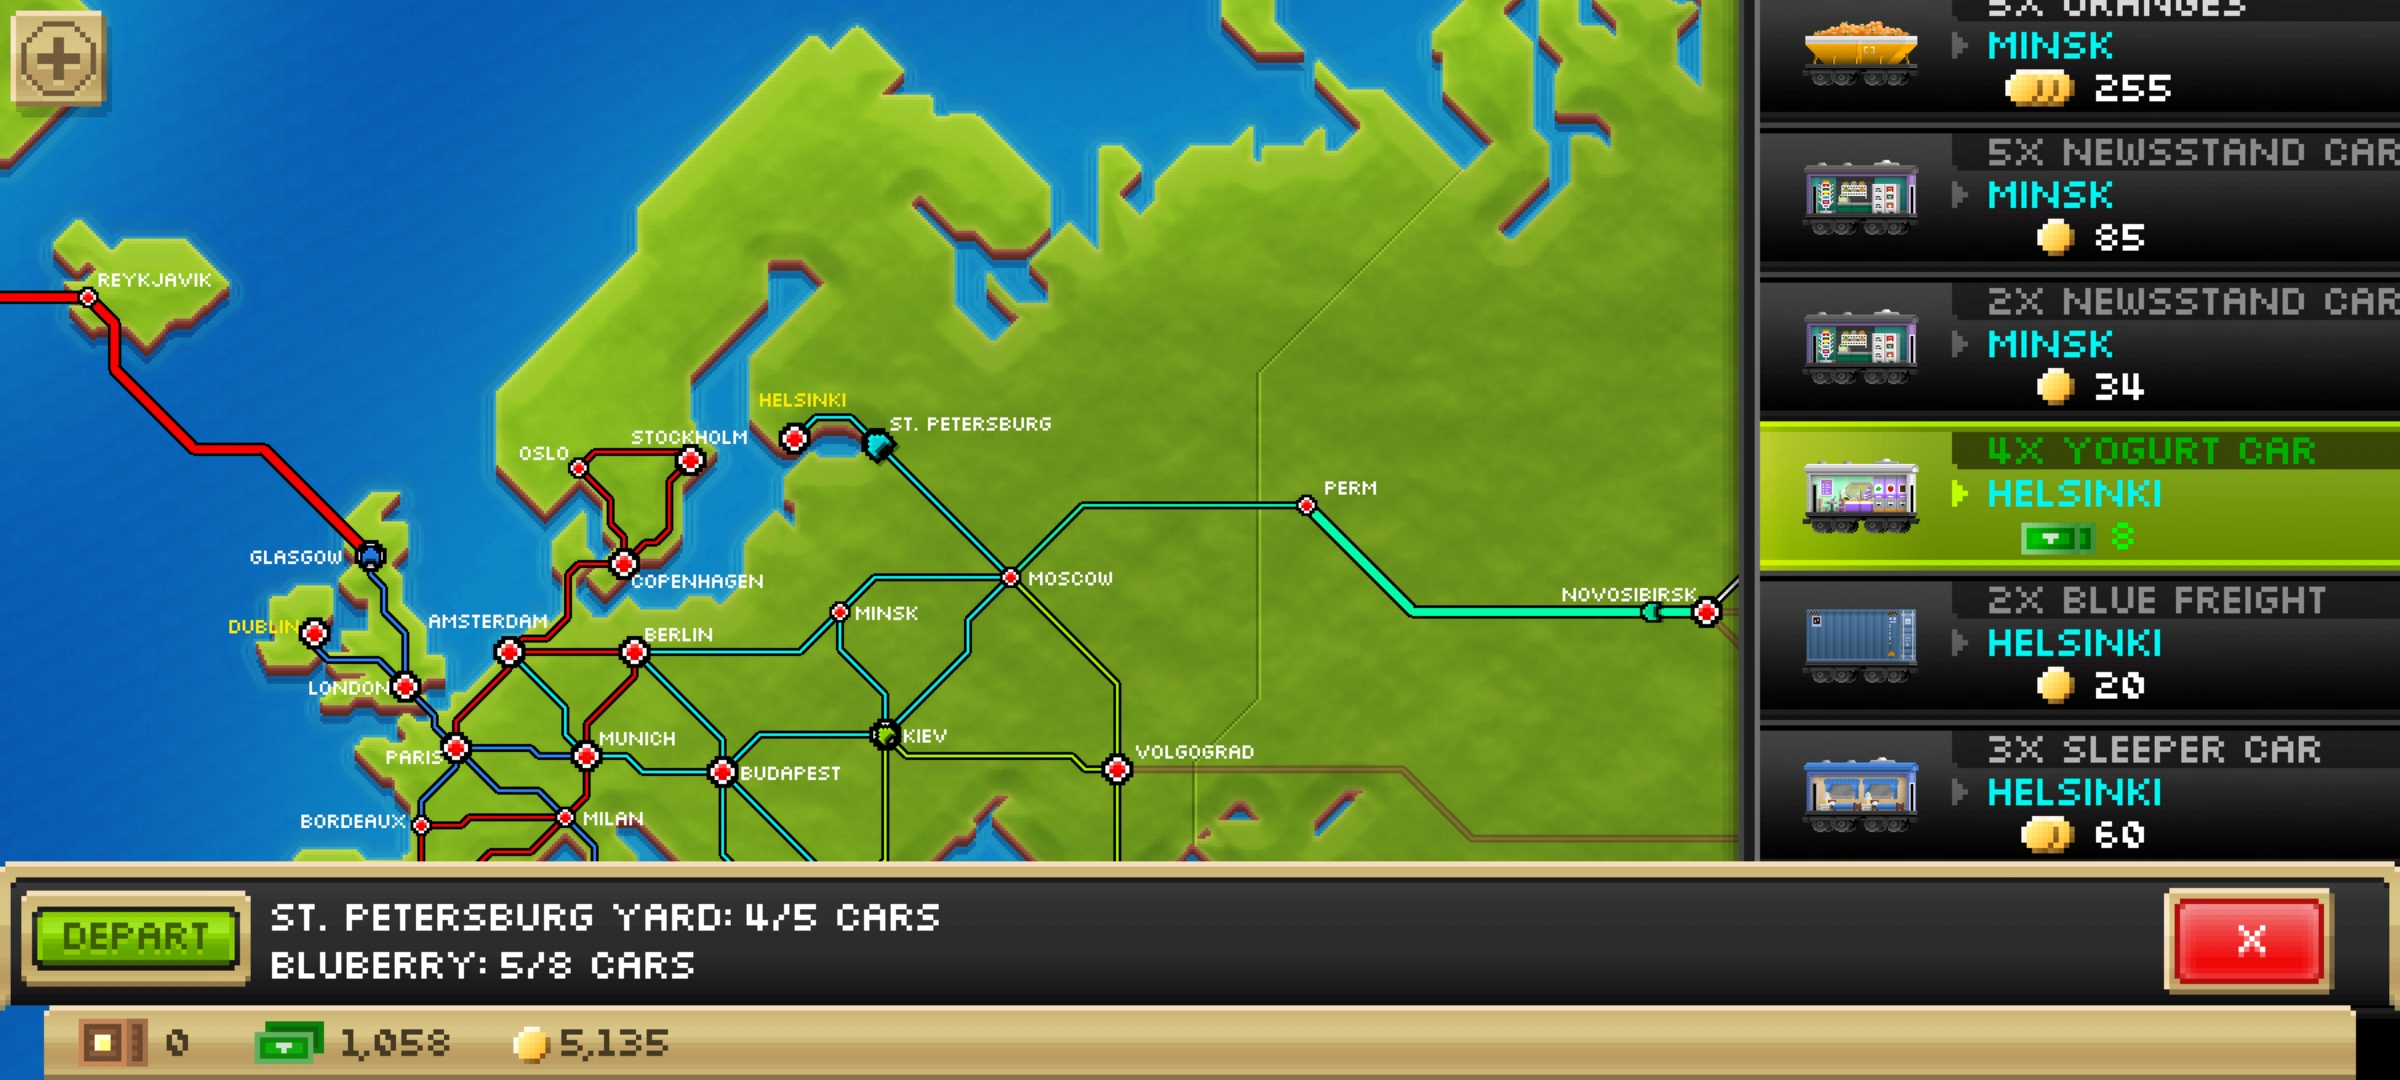 REYKJAVIK
HELSINKI
ST. PETERSBURG
STOCKHOLM
OSLO
PERM
GLASGOW
COPENHAGEN
MOSCOW
NOVOSIBIRSK
MINSK
AMSTERDAM
DUBLIN
BERLIN
LONDON
KIEV
MUNICH
PARIS
VOLGOGRAD
BUDAPEST
BORDEAUX
MILAN
5X ORANGES
MINSK
255
5X NEWSSTAND CAR
MINSK
85
2X NEWSSTAND CAR
MINSK
34
4X YOGURT CAR
HELSINKI
8
2X BLUE FREIGHT
HELSINKI
20
3X SLEEPER CAR
HELSINKI
60
DEPART
ST. PETERSBURG YARD: 4/5 CARS
BLUBERRY: 5/8 CARS
X
0
1,058
5,135